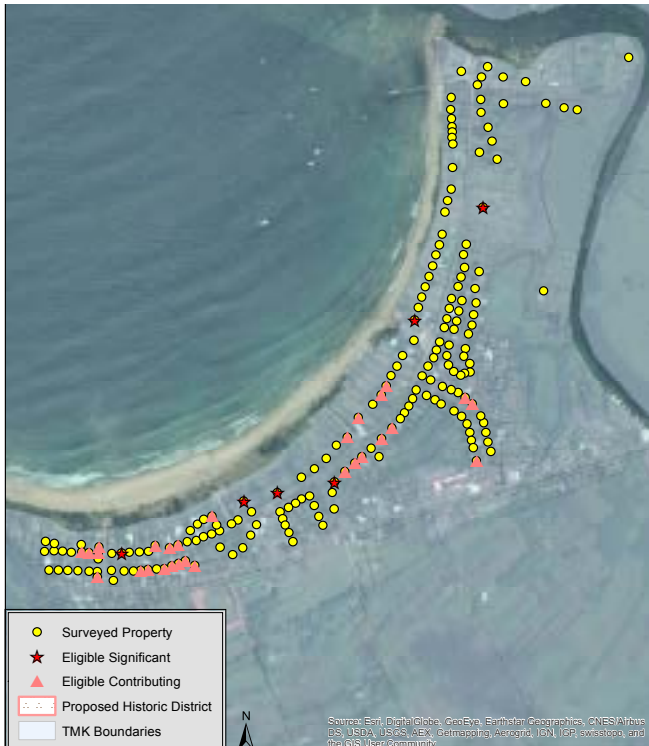 Surveyed Property
Eligible Significant
Eligible Contributing
Proposed Historic District
TMK Boundaries
N
Source: Esri, DigitalGlobe, GeoEye, Earthstar Geographics, CNES/Airbus
DS, USDA, USGS, AEX, Getmapping, Aerogrid, IGN, IGP, swisstopo, and
the GIS User Community